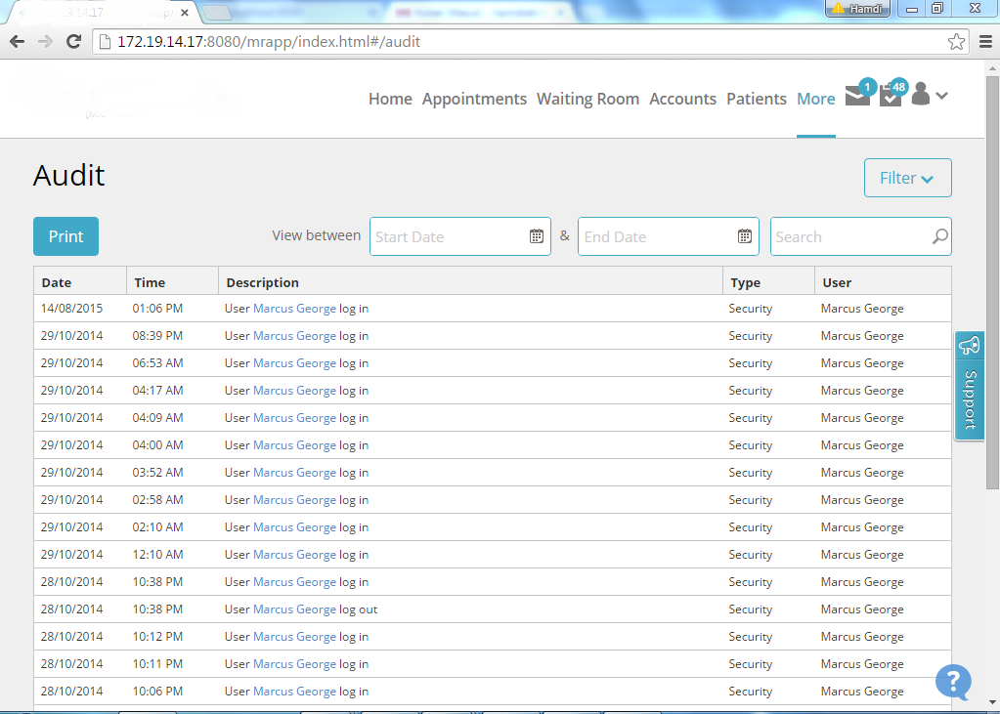 Hamdi
172.19.14.17:8080/mrapp/index.html#/audit
Home Appointments Waiting Room Accounts Patients More 1 48
Audit
Filter
Print View between Start Date & End Date Search
Date Time Description Type User
14/08/2015 01:06 PM User Marcus George log in Security Marcus George
29/10/2014 08:39 PM User Marcus George log in Security Marcus George
29/10/2014 06:53 AM User Marcus George log in Security Marcus George
29/10/2014 04:17 AM User Marcus George log in Security Marcus George
29/10/2014 04:09 AM User Marcus George log in Security Marcus George
29/10/2014 04:00 AM User Marcus George log in Security Marcus George
29/10/2014 03:52 AM User Marcus George log in Security Marcus George
29/10/2014 02:58 AM User Marcus George log in Security Marcus George
29/10/2014 02:10 AM User Marcus George log in Security Marcus George
29/10/2014 12:10 AM User Marcus George log in Security Marcus George
28/10/2014 10:38 PM User Marcus George log in Security Marcus George
28/10/2014 10:38 PM User Marcus George log out Security Marcus George
28/10/2014 10:12 PM User Marcus George log in Security Marcus George
28/10/2014 10:11 PM User Marcus George log in Security Marcus George
28/10/2014 10:06 PM User Marcus George log in Security Marcus George
Support
?